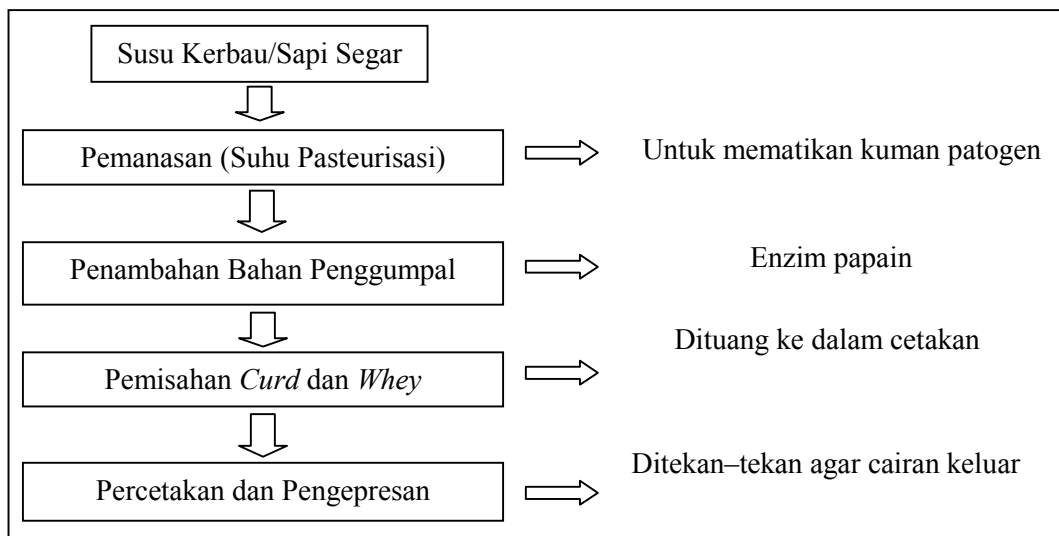 Susu Kerbau/Sapi Segar
Pemanasan (Suhu Pasteurisasi)
Untuk mematikan kuman patogen
Penambahan Bahan Penggumpal
Enzim papain
Pemisahan Curd dan Whey
Dituang ke dalam cetakan
Percetakan dan Pengepresan
Ditekan–tekan agar cairan keluar